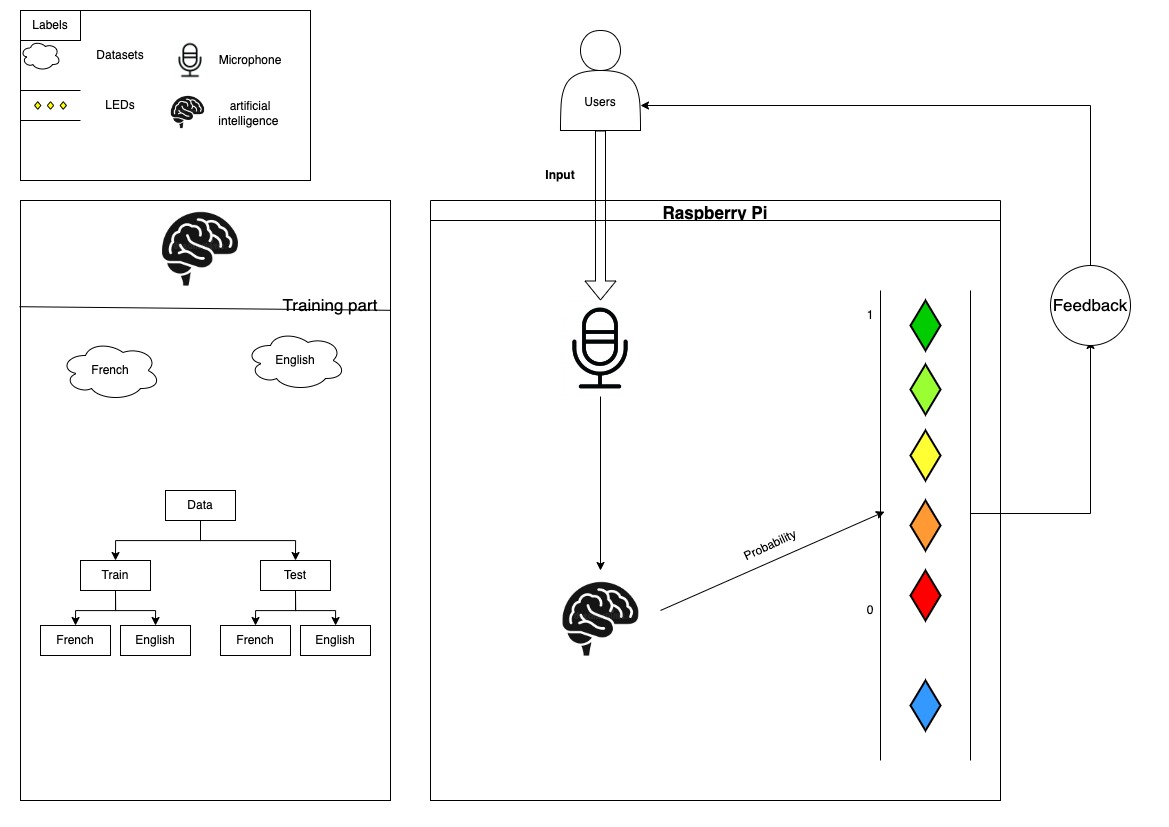 Labels
Datasets
Microphone
LEDs
artificial
intelligence
Users
Input
Raspberry Pi
Training part
French
English
Data
Train
Test
French
English
French
English
1
0
Probability
Feedback